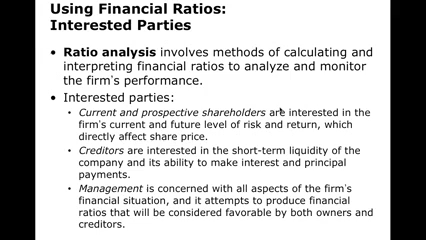 Using Financial Ratios:
Interested Parties
• Ratio analysis involves methods of calculating and
interpreting financial ratios to analyze and monitor
the firm's performance.
• Interested parties:
• Current and prospective shareholders are interested in the
firm's current and future level of risk and return, which
directly affect share price.
• Creditors are interested in the short-term liquidity of the
company and its ability to make interest and principal
payments.
• Management is concerned with all aspects of the firm's
financial situation, and it attempts to produce financial
ratios that will be considered favorable by both owners and
creditors.